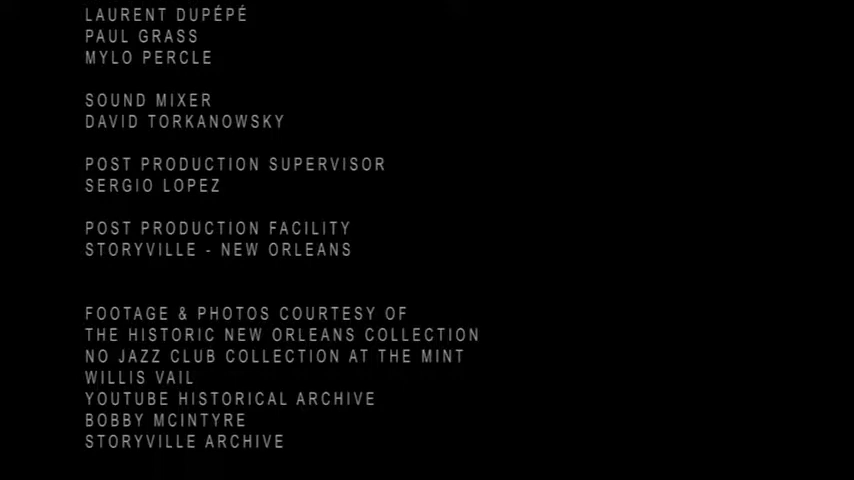 LAURENT DUPÉPÉ
PAUL GRASS
MYLO PERCLE
SOUND MIXER
DAVID TORKANOWSKY
POST PRODUCTION SUPERVISOR
SERGIO LOPEZ
POST PRODUCTION FACILITY
STORYVILLE - NEW ORLEANS
FOOTAGE & PHOTOS COURTESY OF
THE HISTORIC NEW ORLEANS COLLECTION
NO JAZZ CLUB COLLECTION AT THE MINT
WILLIS VAIL
YOUTUBE HISTORICAL ARCHIVE
BOBBY MCINTYRE
STORYVILLE ARCHIVE